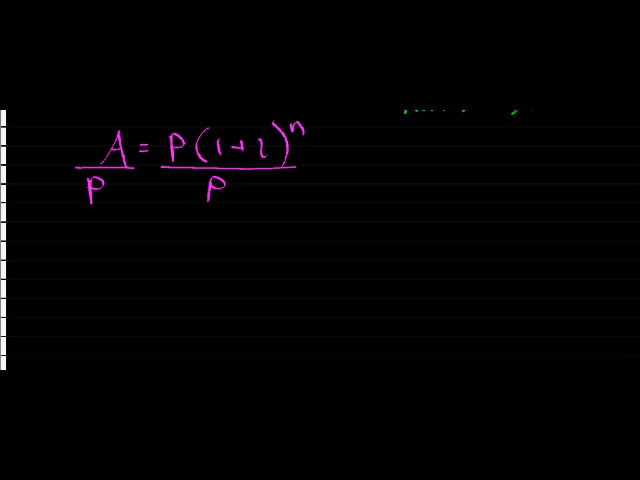 A = P(1+i)^n
P P